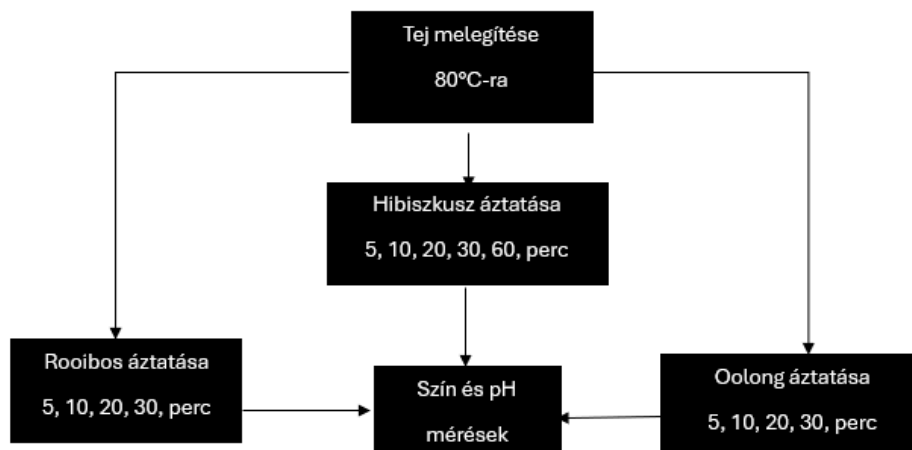 Tej melegítése
80°C-ra
Hibiszkusz áztatása
5, 10, 20, 30, 60, perc
Rooibos áztatása
5, 10, 20, 30, perc
Szín és pH
mérések
Oolong áztatása
5, 10, 20, 30, perc